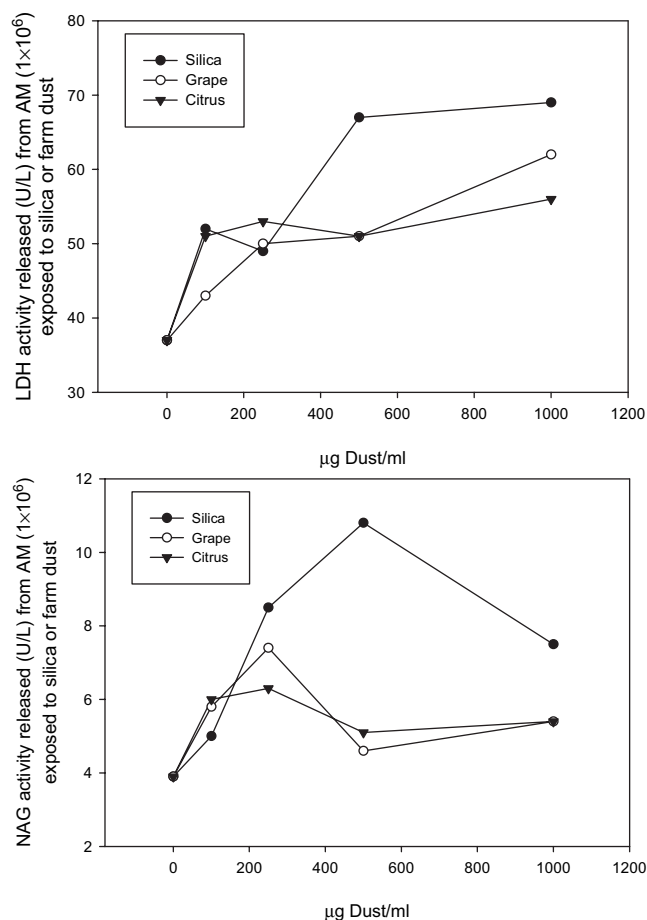 LDH activity released (U/L) from AM (1×10⁶)
exposed to silica or farm dust
80
70
60
50
40
30
Silica
Grape
Citrus
0 200 400 600 800 1000 1200
μg Dust/ml
NAG activity released (U/L) from AM (1×10⁶)
exposed to silica or farm dust
12
10
8
6
4
2
Silica
Grape
Citrus
0 200 400 600 800 1000 1200
μg Dust/ml